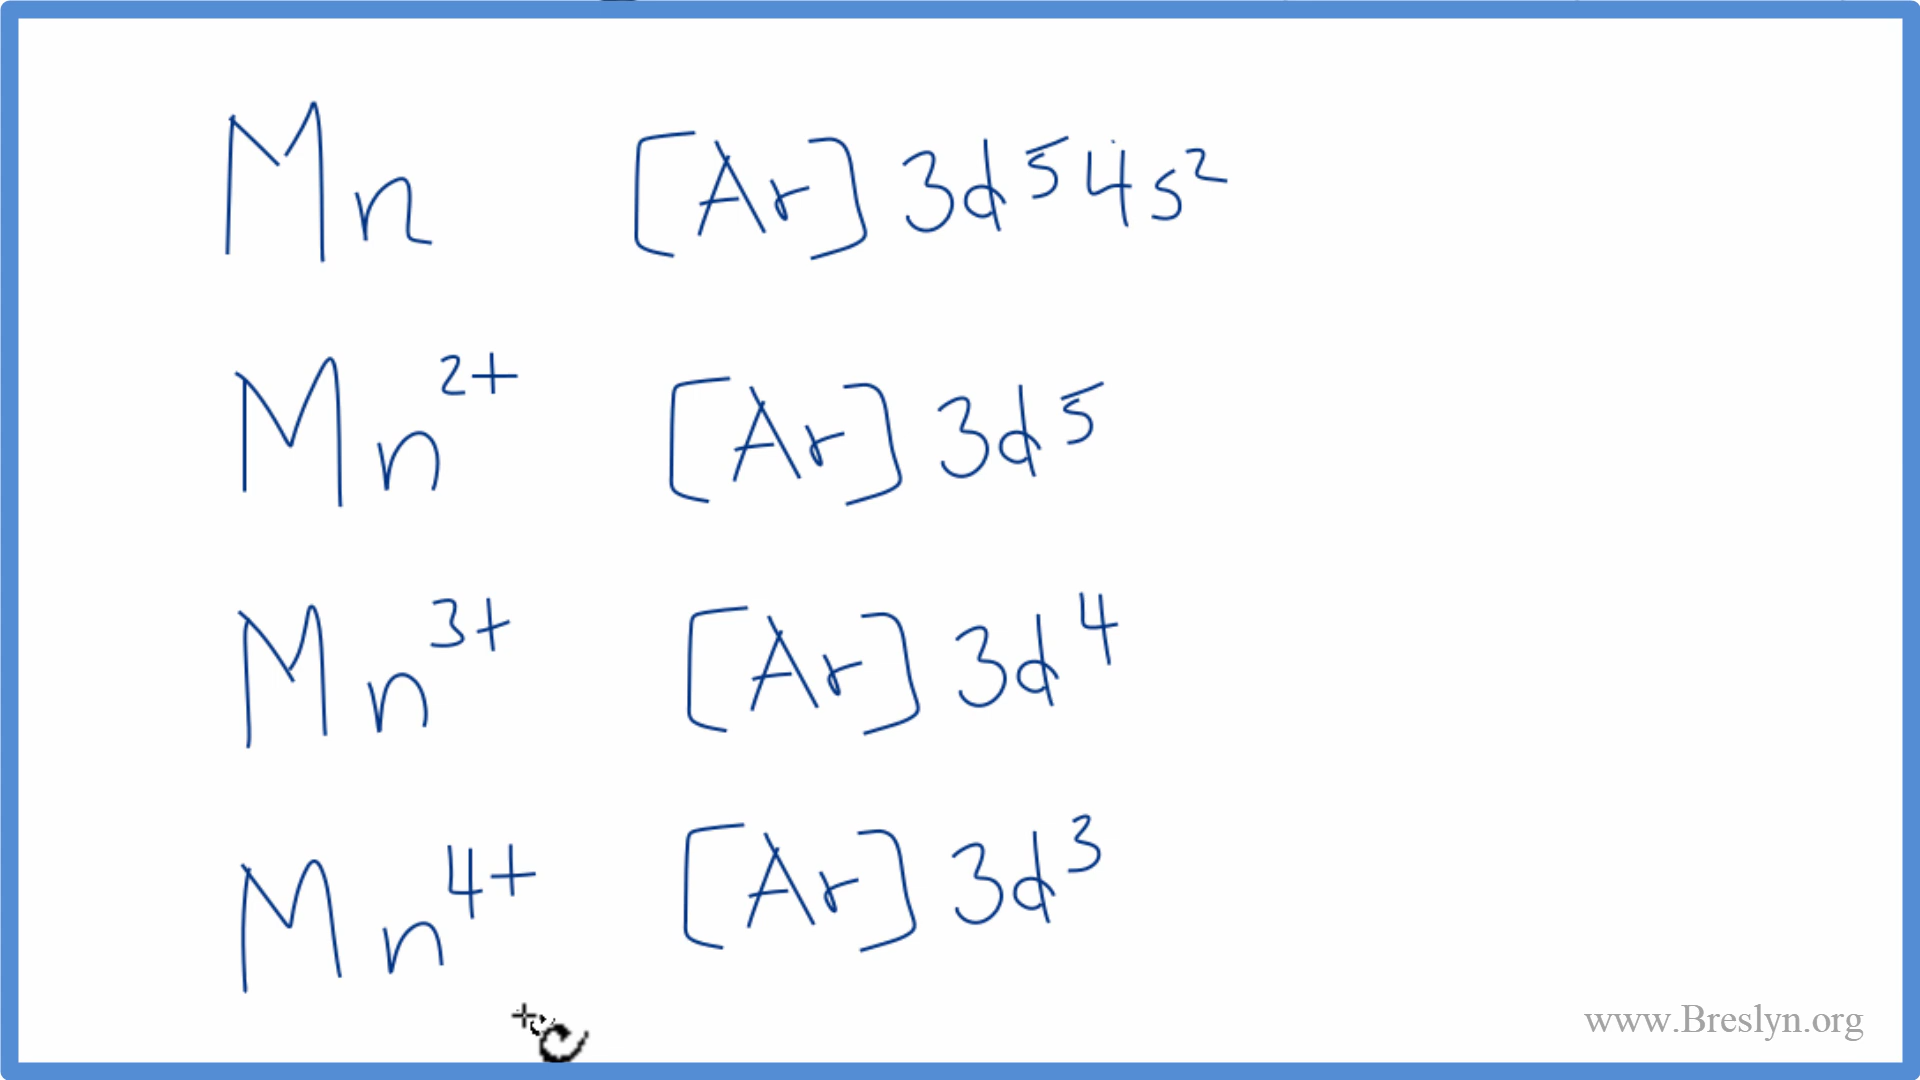 Mn [Ar] 3d⁵ 4s²
Mn²⁺ [Ar] 3d⁵
Mn³⁺ [Ar] 3d⁴
Mn⁴⁺ [Ar] 3d³
www.Breslyn.org